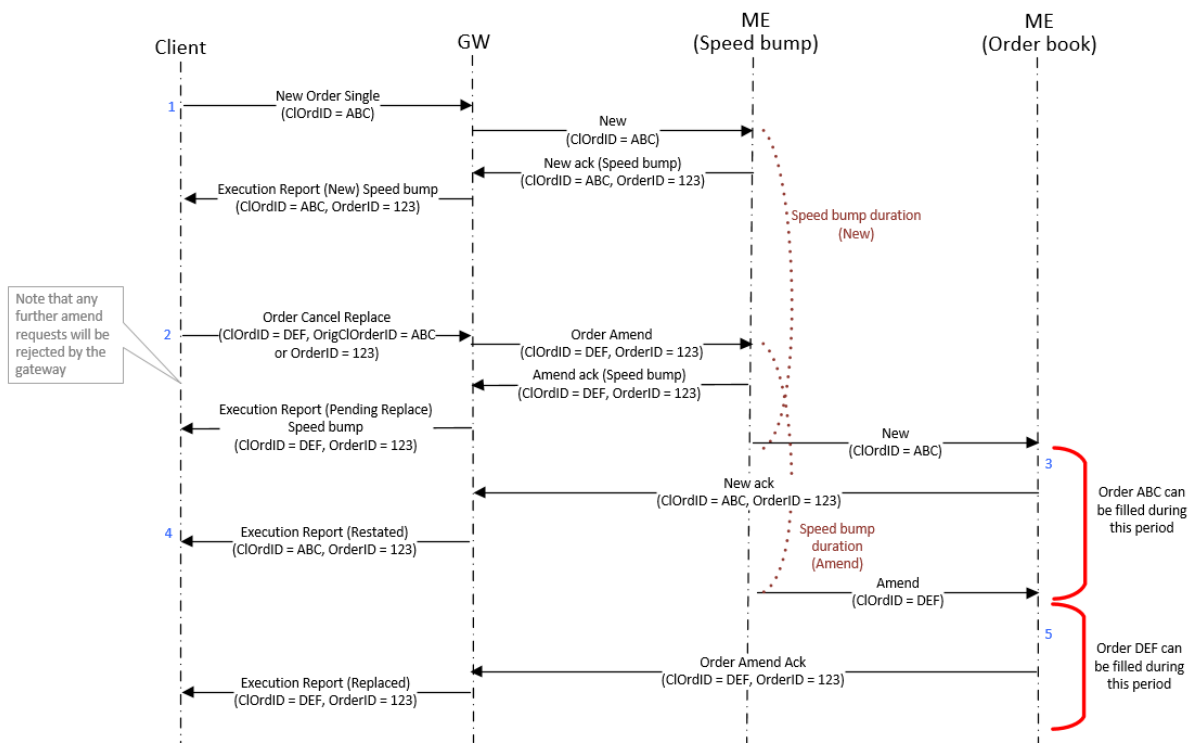 Client
GW
ME
(Speed bump)
ME
(Order book)
1
New Order Single
(ClOrdID = ABC)
New
(ClOrdID = ABC)
New ack (Speed bump)
(ClOrdID = ABC, OrderID = 123)
Execution Report (New) Speed bump
(ClOrdID = ABC, OrderID = 123)
Speed bump duration
(New)
Note that any
further amend
requests will be
rejected by the
gateway
2
Order Cancel Replace
(ClOrdID = DEF, OrigClOrderID = ABC
or OrderID = 123)
Order Amend
(ClOrdID = DEF, OrderID = 123)
Amend ack (Speed bump)
(ClOrdID = DEF, OrderID = 123)
Execution Report (Pending Replace)
Speed bump
(ClOrdID = DEF, OrderID = 123)
New
(ClOrdID = ABC)
3
New ack
(ClOrdID = ABC, OrderID = 123)
Order ABC can
be filled during
this period
4
Execution Report (Restated)
(ClOrdID = ABC, OrderID = 123)
Speed bump
duration
(Amend)
Amend
(ClOrdID = DEF)
5
Order DEF can
be filled during
this period
Order Amend Ack
(ClOrdID = DEF, OrderID = 123)
Execution Report (Replaced)
(ClOrdID = DEF, OrderID = 123)